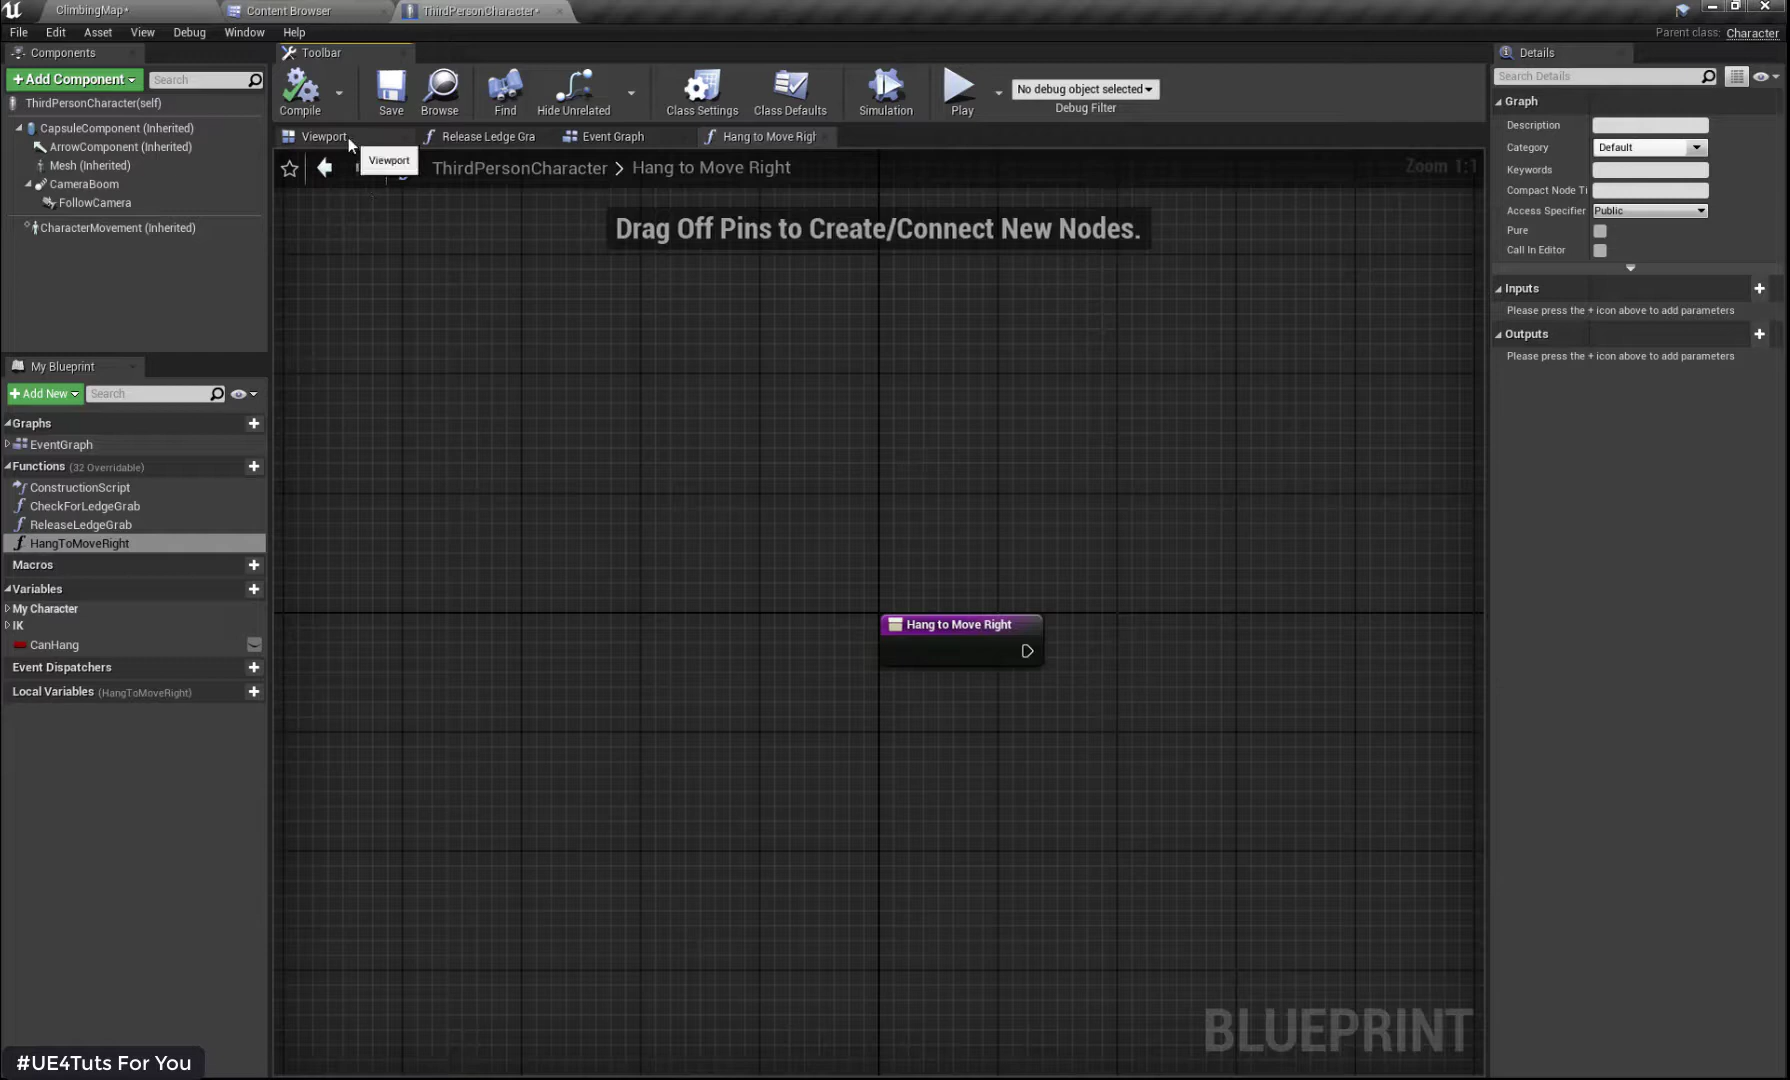 ClimbingMap*
Content Browser
ThirdPersonCharacter*
File Edit Asset View Debug Window Help
Parent class: Character
Components
+Add Component
Search
ThirdPersonCharacter(self)
CapsuleComponent (Inherited)
ArrowComponent (Inherited)
Mesh (Inherited)
CameraBoom
FollowCamera
CharacterMovement (Inherited)
My Blueprint
+Add New
Search
Graphs
EventGraph
Functions (32 Overridable)
ConstructionScript
CheckForLedgeGrab
ReleaseLedgeGrab
HangToMoveRight
Macros
Variables
My Character
IK
CanHang
Event Dispatchers
Local Variables (HangToMoveRight)
Toolbar
Compile
Save
Browse
Find
Hide Unrelated
Class Settings
Class Defaults
Simulation
Play
No debug object selected
Debug Filter
Viewport
Release Ledge Gra
Event Graph
Hang to Move Righ
Viewport
ThirdPersonCharacter > Hang to Move Right
Zoom 1:1
Drag Off Pins to Create/Connect New Nodes.
Hang to Move Right
BLUEPRINT
Details
Search Details
Graph
Description
Category Default
Keywords
Compact Node Ti
Access Specifier Public
Pure
Call In Editor
Inputs
Please press the + icon above to add parameters
Outputs
Please press the + icon above to add parameters
#UE4Tuts For You